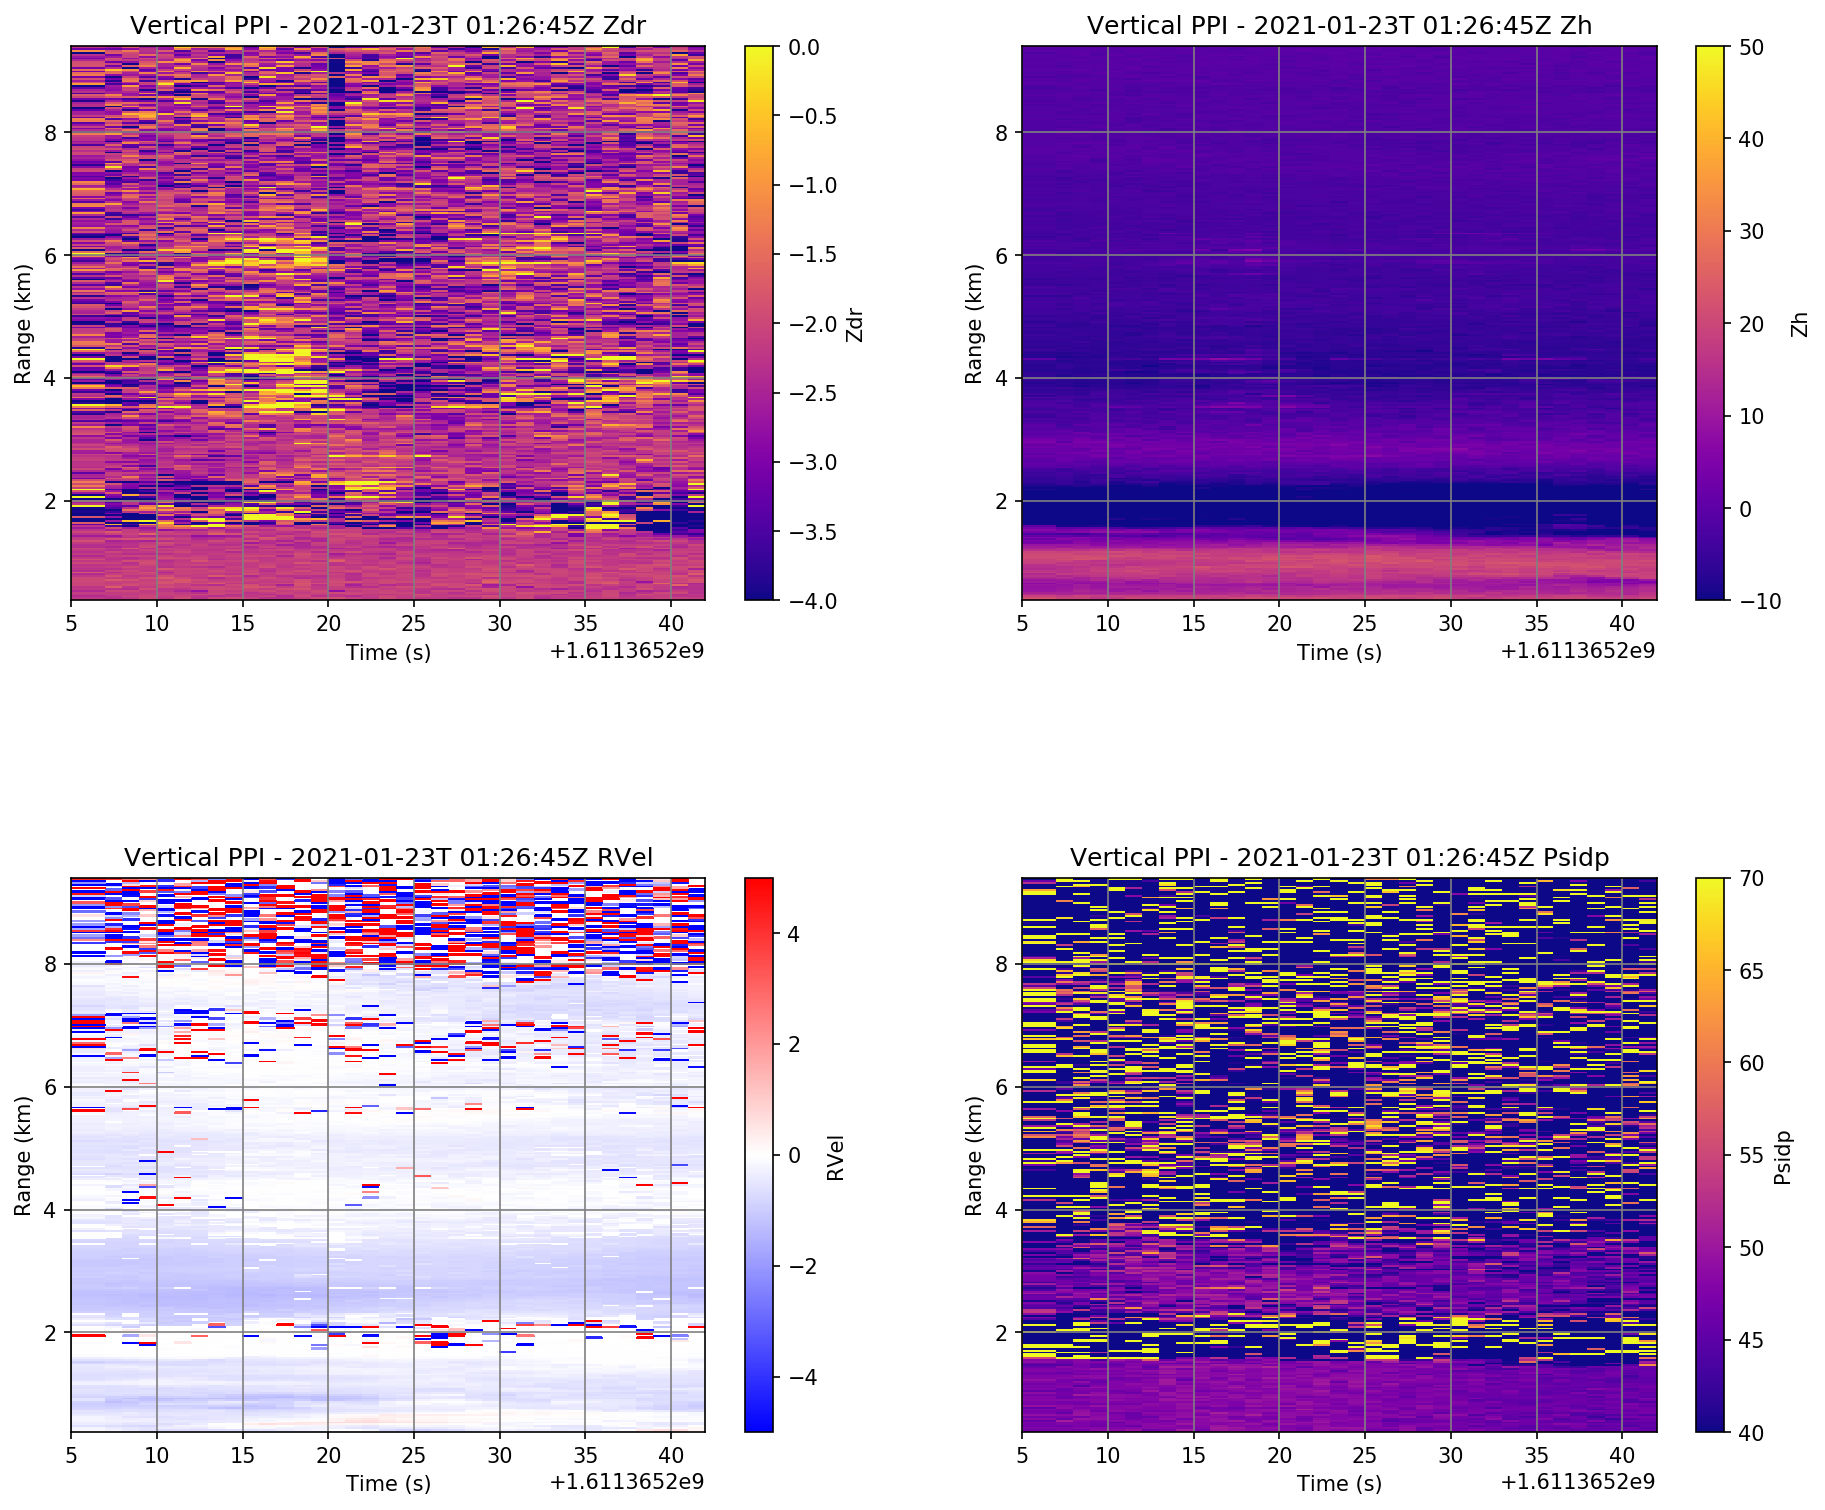 Vertical PPI - 2021-01-23T 01:26:45Z Zdr
Range (km)
8
6
4
2
5 10 15 20 25 30 35 40
Time (s)
+1.6113652e9
0.0
−0.5
−1.0
−1.5
−2.0
−2.5
−3.0
−3.5
−4.0
Zdr
Vertical PPI - 2021-01-23T 01:26:45Z Zh
Range (km)
8
6
4
2
5 10 15 20 25 30 35 40
Time (s)
+1.6113652e9
50
40
30
20
10
0
−10
Zh
Vertical PPI - 2021-01-23T 01:26:45Z RVel
Range (km)
8
6
4
2
5 10 15 20 25 30 35 40
Time (s)
+1.6113652e9
4
2
0
−2
−4
RVel
Vertical PPI - 2021-01-23T 01:26:45Z Psidp
Range (km)
8
6
4
2
5 10 15 20 25 30 35 40
Time (s)
+1.6113652e9
70
65
60
55
50
45
40
Psidp